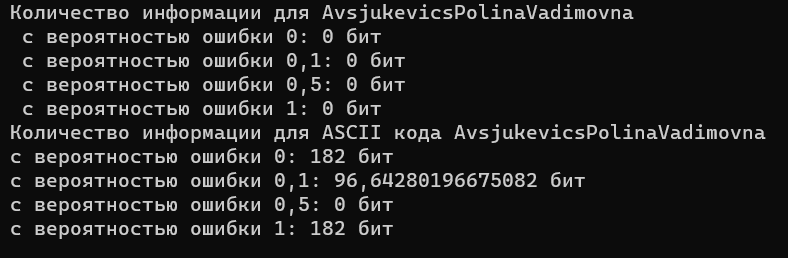 Количество информации для AvsjukevicsPolinaVadimovna
с вероятностью ошибки 0: 0 бит
с вероятностью ошибки 0,1: 0 бит
с вероятностью ошибки 0,5: 0 бит
с вероятностью ошибки 1: 0 бит
Количество информации для ASCII кода AvsjukevicsPolinaVadimovna
с вероятностью ошибки 0: 182 бит
с вероятностью ошибки 0,1: 96,64280196675082 бит
с вероятностью ошибки 0,5: 0 бит
с вероятностью ошибки 1: 182 бит